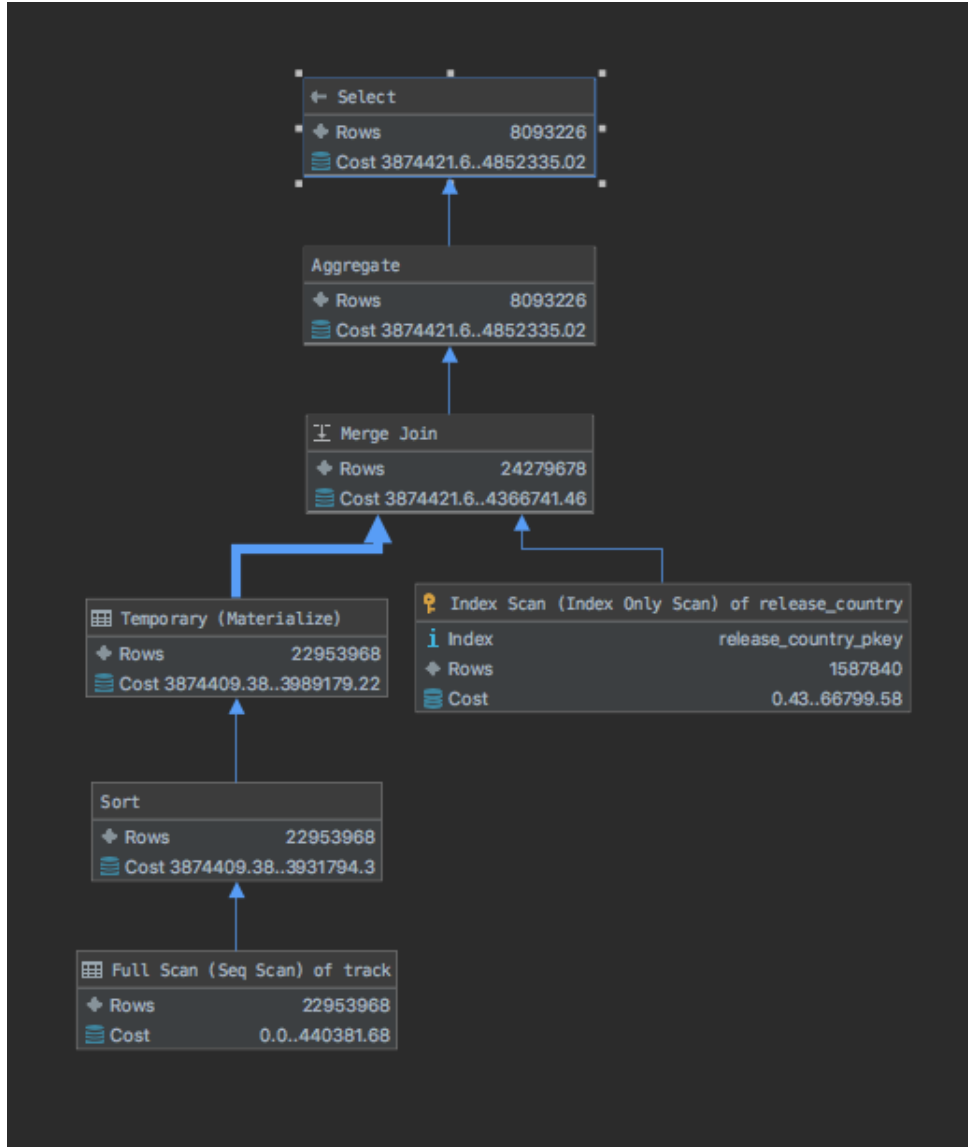 Select
Rows 8093226
Cost 3874421.6..4852335.02
Aggregate
Rows 8093226
Cost 3874421.6..4852335.02
Merge Join
Rows 24279678
Cost 3874421.6..4366741.46
Temporary (Materialize)
Rows 22953968
Cost 3874409.38..3989179.22
Index Scan (Index Only Scan) of release_country
Index release_country_pkey
Rows 1587840
Cost 0.43..66799.58
Sort
Rows 22953968
Cost 3874409.38..3931794.3
Full Scan (Seq Scan) of track
Rows 22953968
Cost 0.0..440381.68